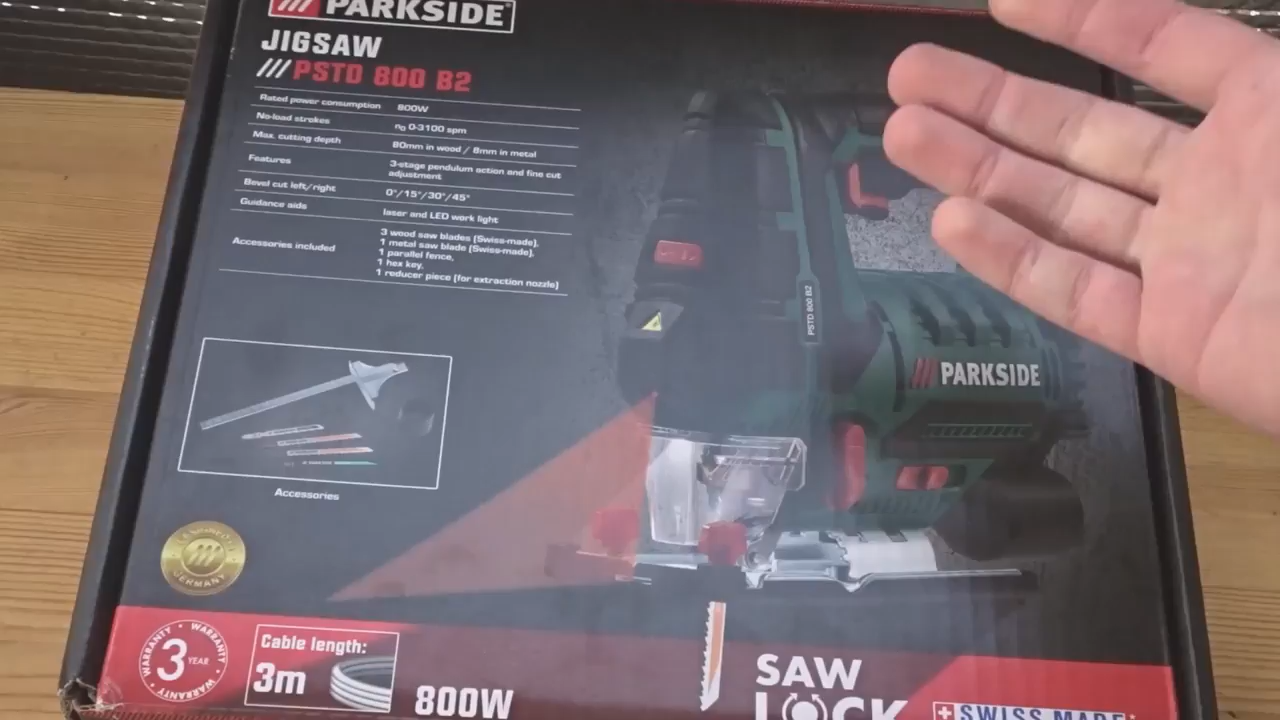 PARKSIDE
JIGSAW
/// PSTD 800 B2
Rated power consumption 800W
No-load strokes n₀ 0-3100 spm
Max. cutting depth 80mm in wood / 8mm in metal
Features 3-stage pendulum action and fine cut
adjustment
Bevel cut left/right 0°/15°/30°/45°
Guidance aids laser and LED work light
Accessories included 3 wood saw blades (Swiss-made),
1 metal saw blade (Swiss-made),
1 parallel fence,
1 hex key,
1 reducer piece (for extraction nozzle)
PSTD 800 B2
PARKSIDE
Accessories
GERMANY
WARRANTY WARRANTY WARRANTY
3 YEAR
Cable length:
3m
800W
SAW
LOCK
SWISS MADE*